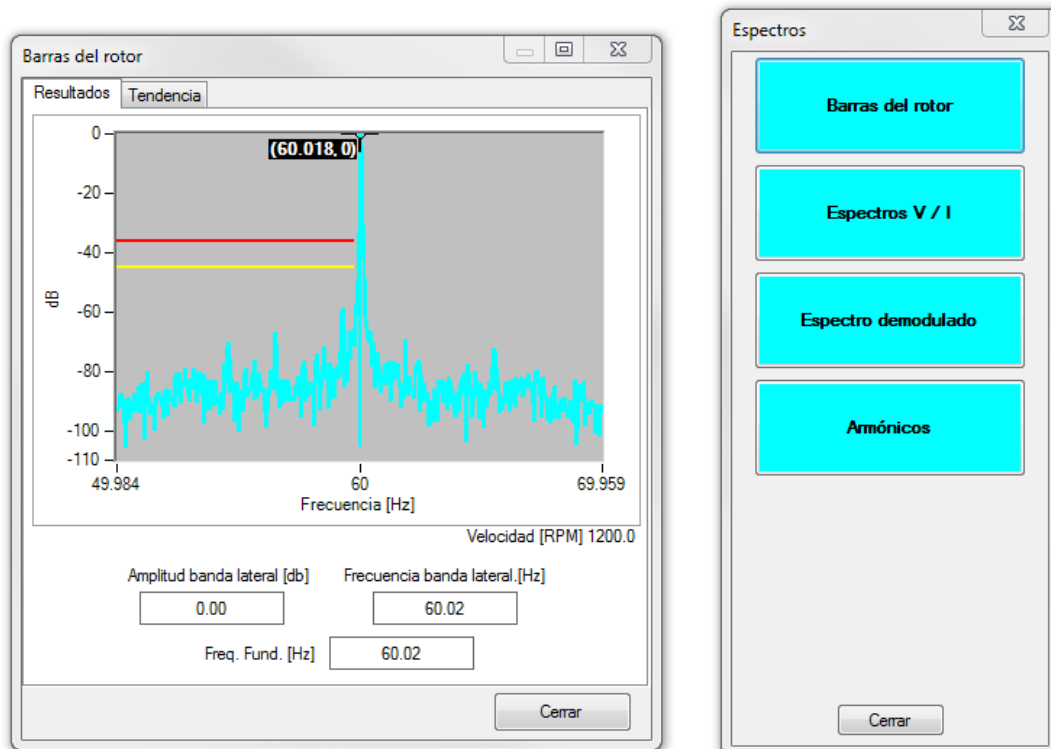 Barras del rotor
Resultados
Tendencia
0
(60.018, 0)
-20
-40
dB
-60
-80
-100
-110
49.984
60
69.959
Frecuencia [Hz]
Velocidad [RPM] 1200.0
Amplitud banda lateral [db]
Frecuencia banda lateral.[Hz]
0.00
60.02
Freq. Fund. [Hz]
60.02
Cerrar
Espectros
Barras del rotor
Espectros V / I
Espectro demodulado
Armónicos
Cerrar